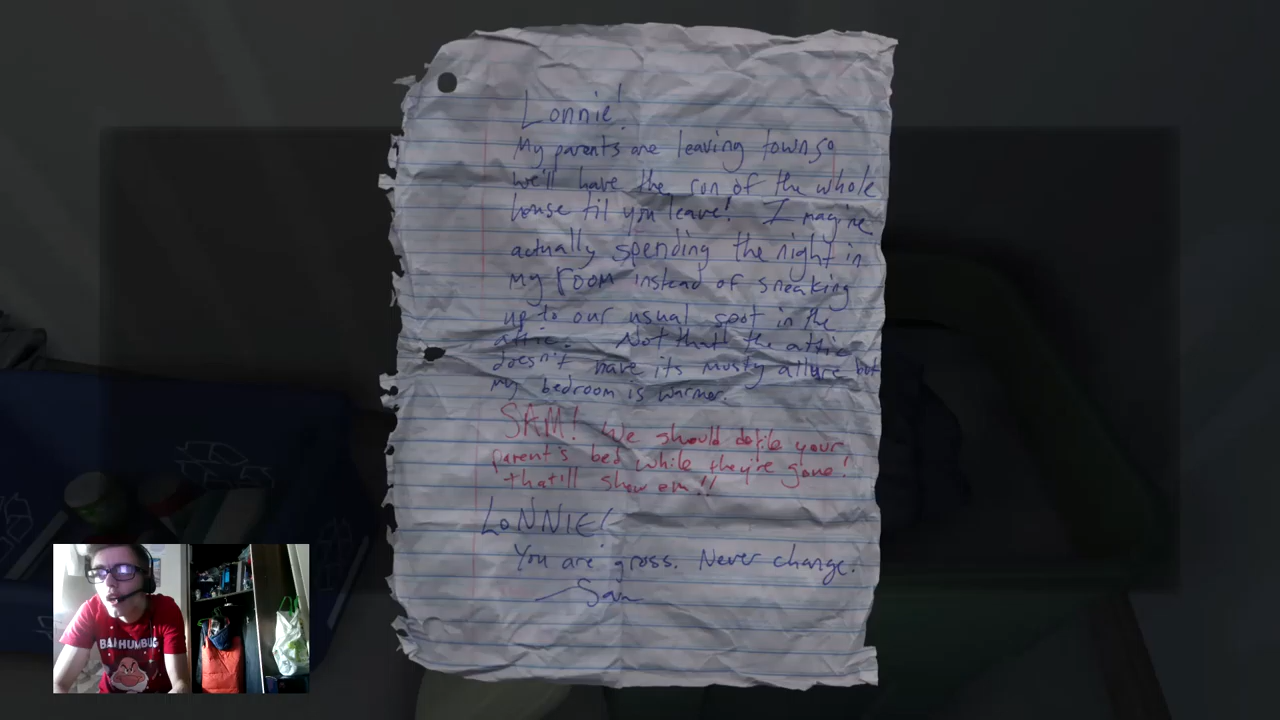 Lonnie!
My parents are leaving town so
we'll have the run of the whole
house til you leave! Imagine
actually spending the night in
my room instead of sneaking
up to our usual spot in the
attic. Not that the attic
doesn't have its musty allure but
my bedroom is warmer.
SAM! We should defile your
parent's bed while they're gone!
that'll show em!!
LONNIE!
You are gross. Never change.
—Sam
BAH HUMBUG